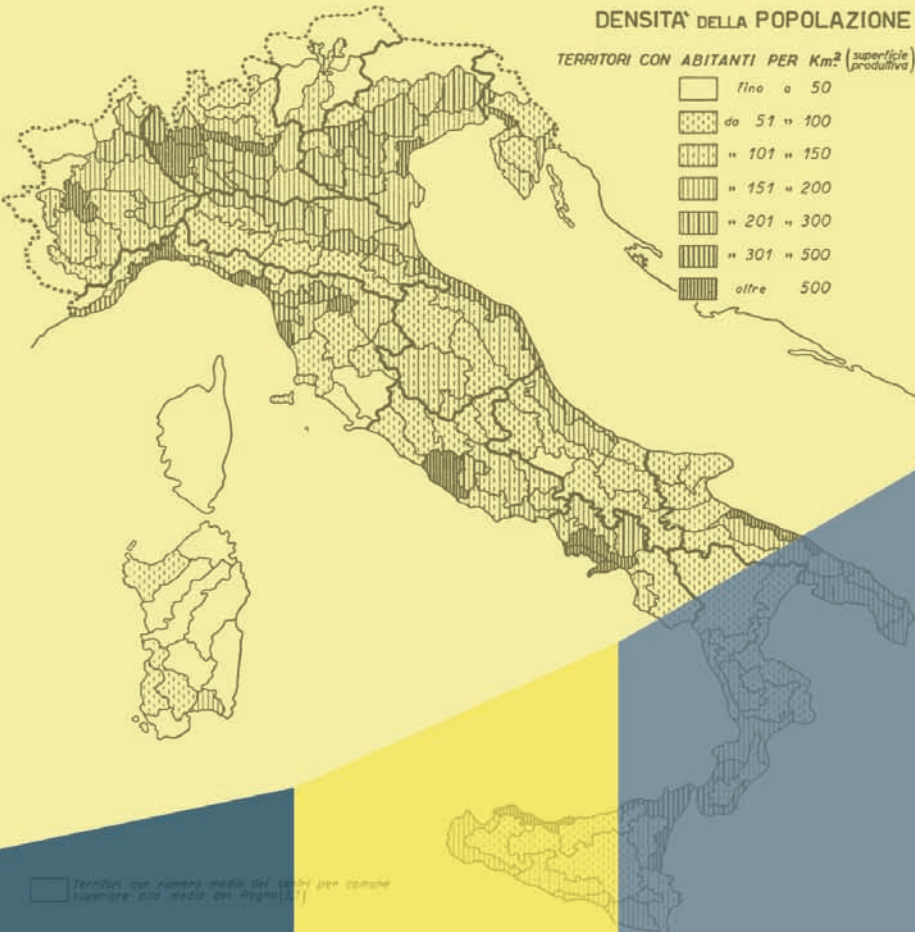 DENSITA' DELLA POPOLAZIONE
TERRITORI CON ABITANTI PER Km² (superficie produttiva)
fino a 50
da 51 " 100
" 101 " 150
" 151 " 200
" 201 " 300
" 301 " 500
oltre 500
Territori con numero medio dei centri per comune
superiore alla media del Regno